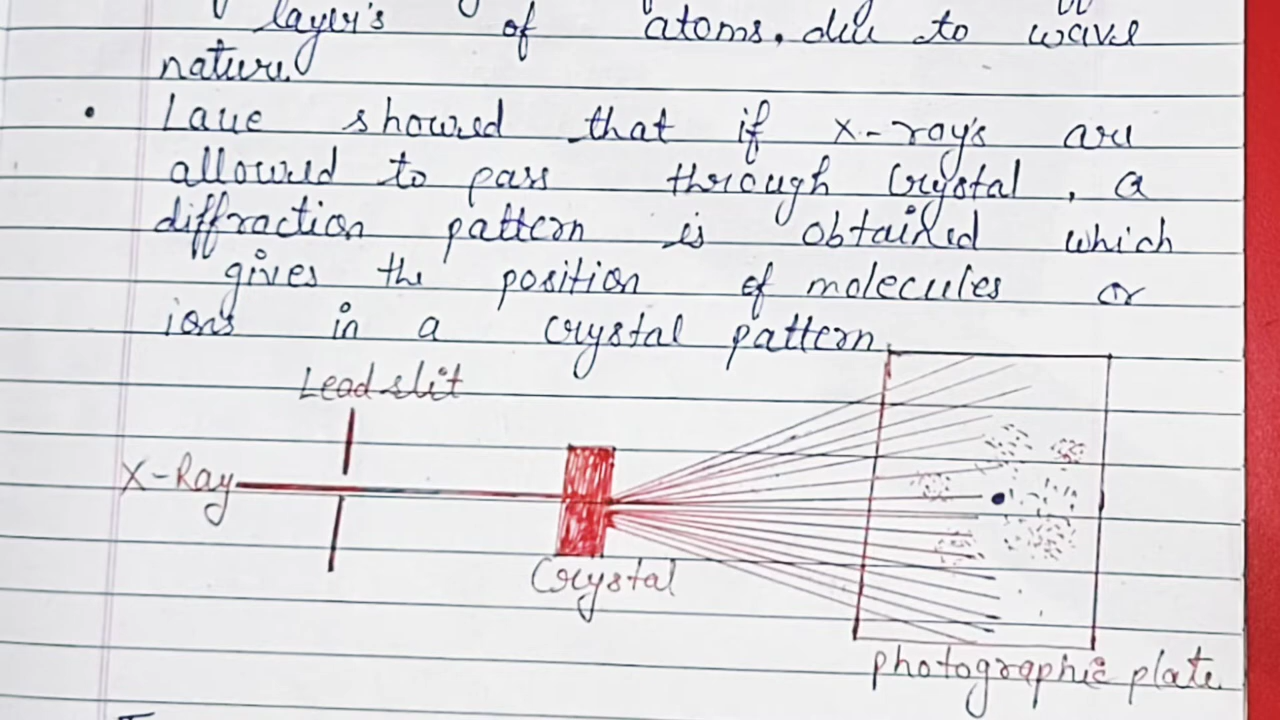 layer's of atoms, due to wave
nature
• Laue showed that if x-ray's are
allowed to pass through Crystal, a
diffraction pattern is obtained which
gives the position of molecules or
ions in a crystal pattern.
Lead slit
X-Ray
Crystal
photographic plate